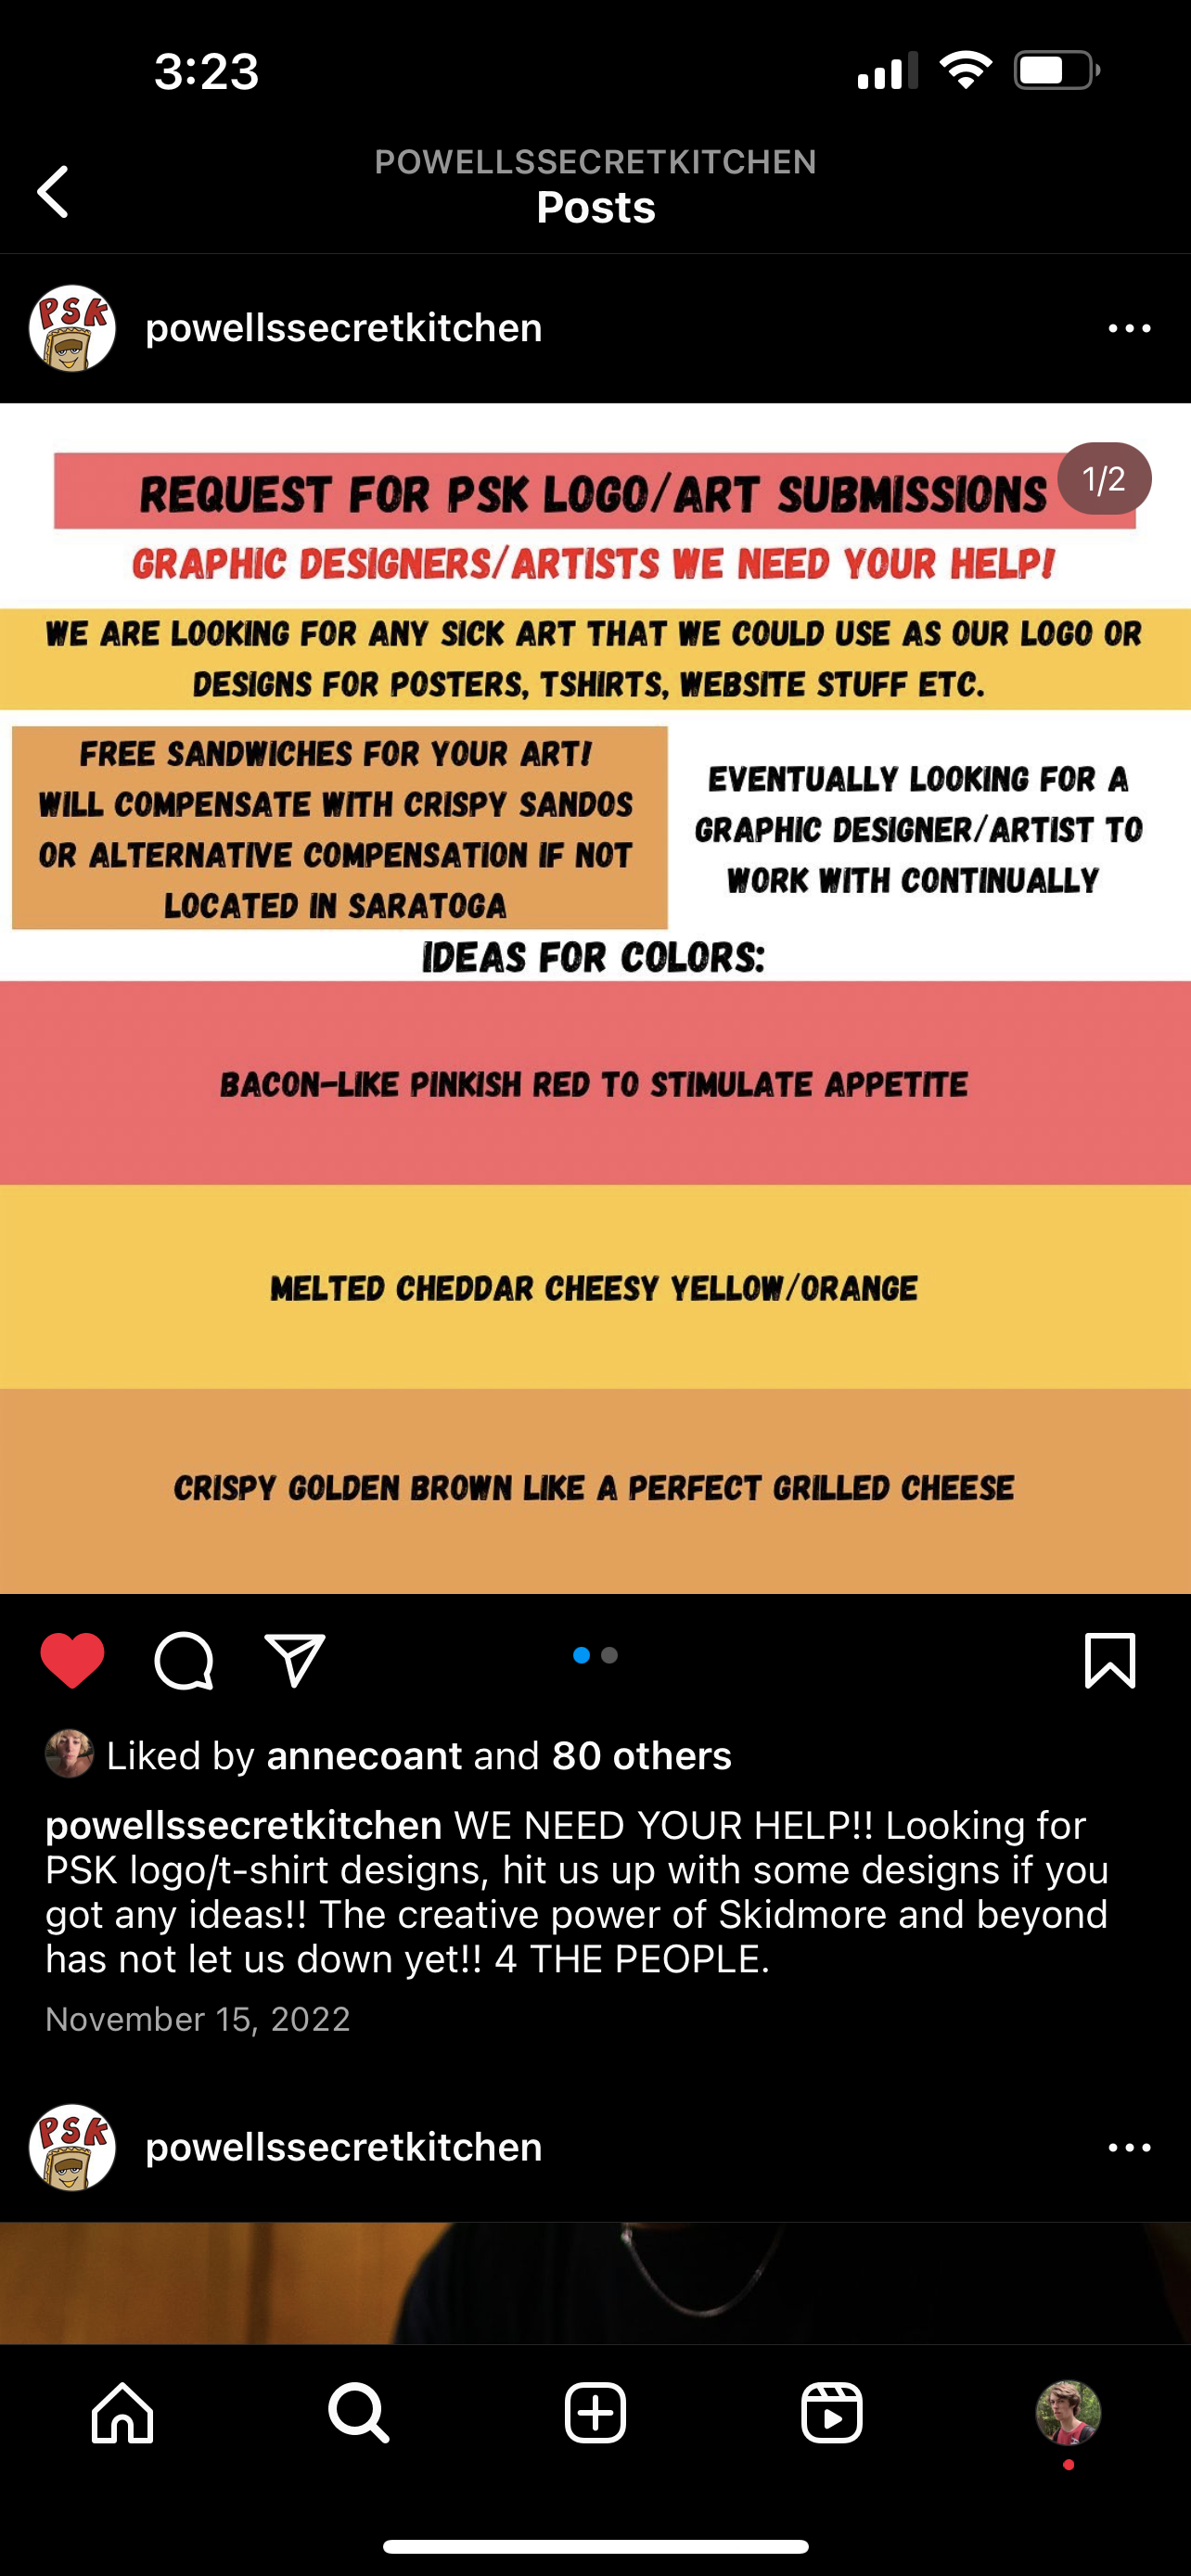 3:23
POWELLSSECRETKITCHEN
Posts
PSK
powellssecretkitchen
1/2
REQUEST FOR PSK LOGO/ART SUBMISSIONS
GRAPHIC DESIGNERS/ARTISTS WE NEED YOUR HELP!
WE ARE LOOKING FOR ANY SICK ART THAT WE COULD USE AS OUR LOGO OR
DESIGNS FOR POSTERS, TSHIRTS, WEBSITE STUFF ETC.
FREE SANDWICHES FOR YOUR ART!
WILL COMPENSATE WITH CRISPY SANDOS
OR ALTERNATIVE COMPENSATION IF NOT
LOCATED IN SARATOGA
EVENTUALLY LOOKING FOR A
GRAPHIC DESIGNER/ARTIST TO
WORK WITH CONTINUALLY
IDEAS FOR COLORS:
BACON-LIKE PINKISH RED TO STIMULATE APPETITE
MELTED CHEDDAR CHEESY YELLOW/ORANGE
CRISPY GOLDEN BROWN LIKE A PERFECT GRILLED CHEESE
Liked by annecoant and 80 others
powellssecretkitchen WE NEED YOUR HELP!! Looking for
PSK logo/t-shirt designs, hit us up with some designs if you
got any ideas!! The creative power of Skidmore and beyond
has not let us down yet!! 4 THE PEOPLE.
November 15, 2022
PSK
powellssecretkitchen